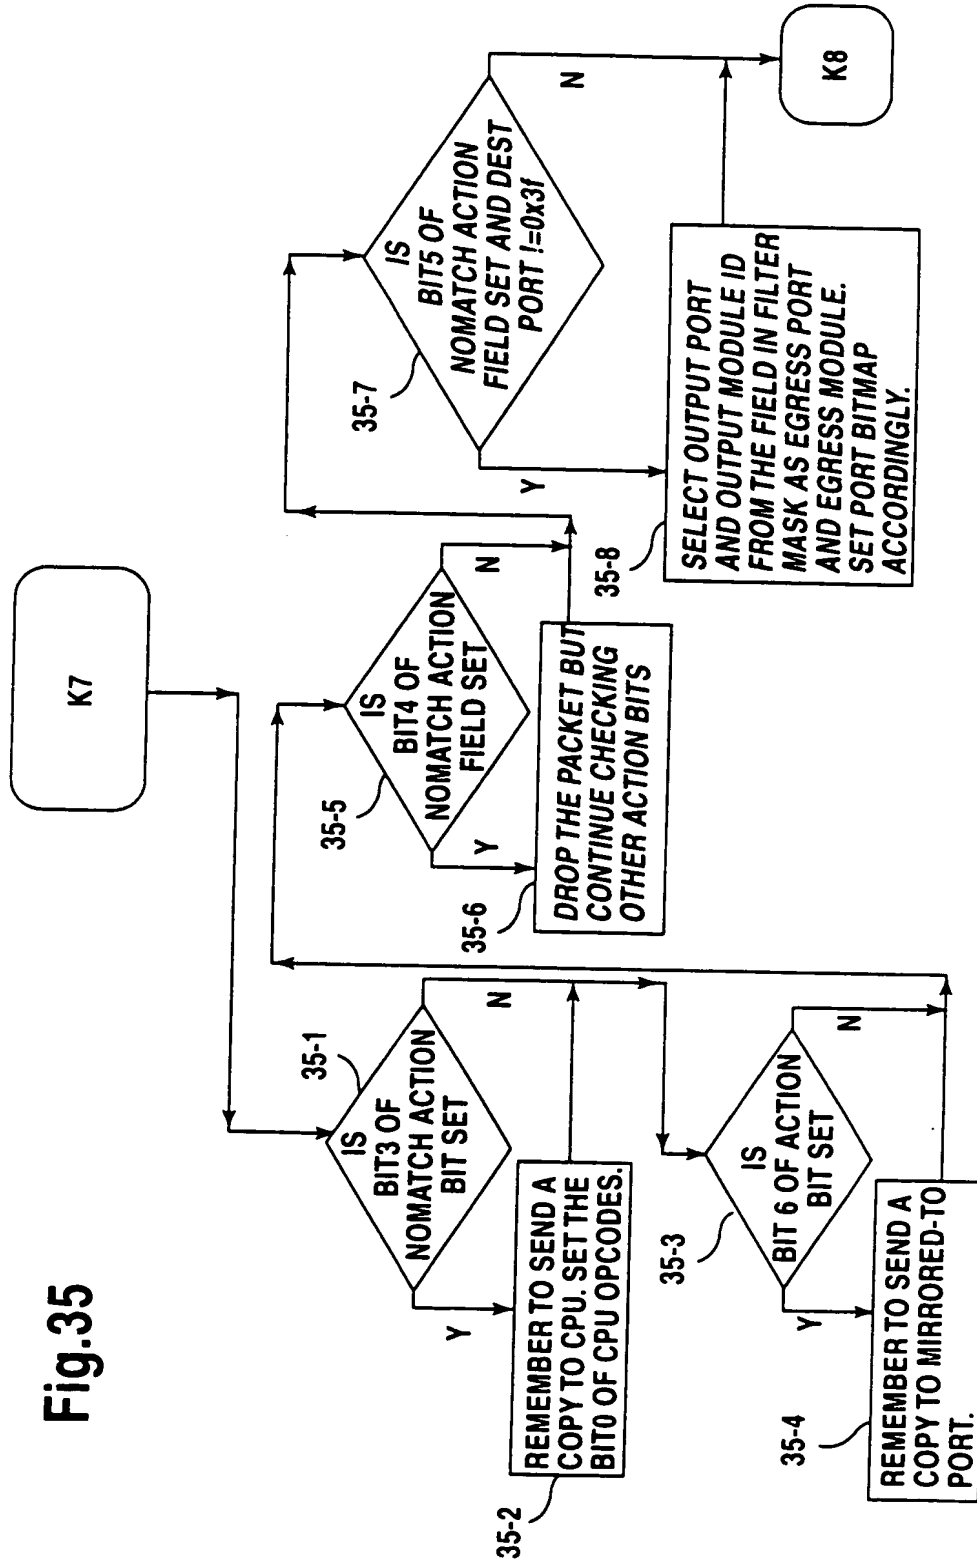 Fig.35
K7
35-1
IS
BIT3 OF
NOMATCH ACTION
BIT SET
Y
N
35-2
REMEMBER TO SEND A
COPY TO CPU. SET THE
BIT0 OF CPU OPCODES.
35-3
IS
BIT 6 OF ACTION
BIT SET
Y
N
35-4
REMEMBER TO SEND A
COPY TO MIRRORED-TO
PORT.
35-5
IS
BIT4 OF
NOMATCH ACTION
FIELD SET
Y
N
35-6
DROP THE PACKET BUT
CONTINUE CHECKING
OTHER ACTION BITS
35-7
IS
BIT5 OF
NOMATCH ACTION
FIELD SET AND DEST
PORT !=0x3f
Y
N
35-8
SELECT OUTPUT PORT
AND OUTPUT MODULE ID
FROM THE FIELD IN FILTER
MASK AS EGRESS PORT
AND EGRESS MODULE.
SET PORT BITMAP
ACCORDINGLY.
K8